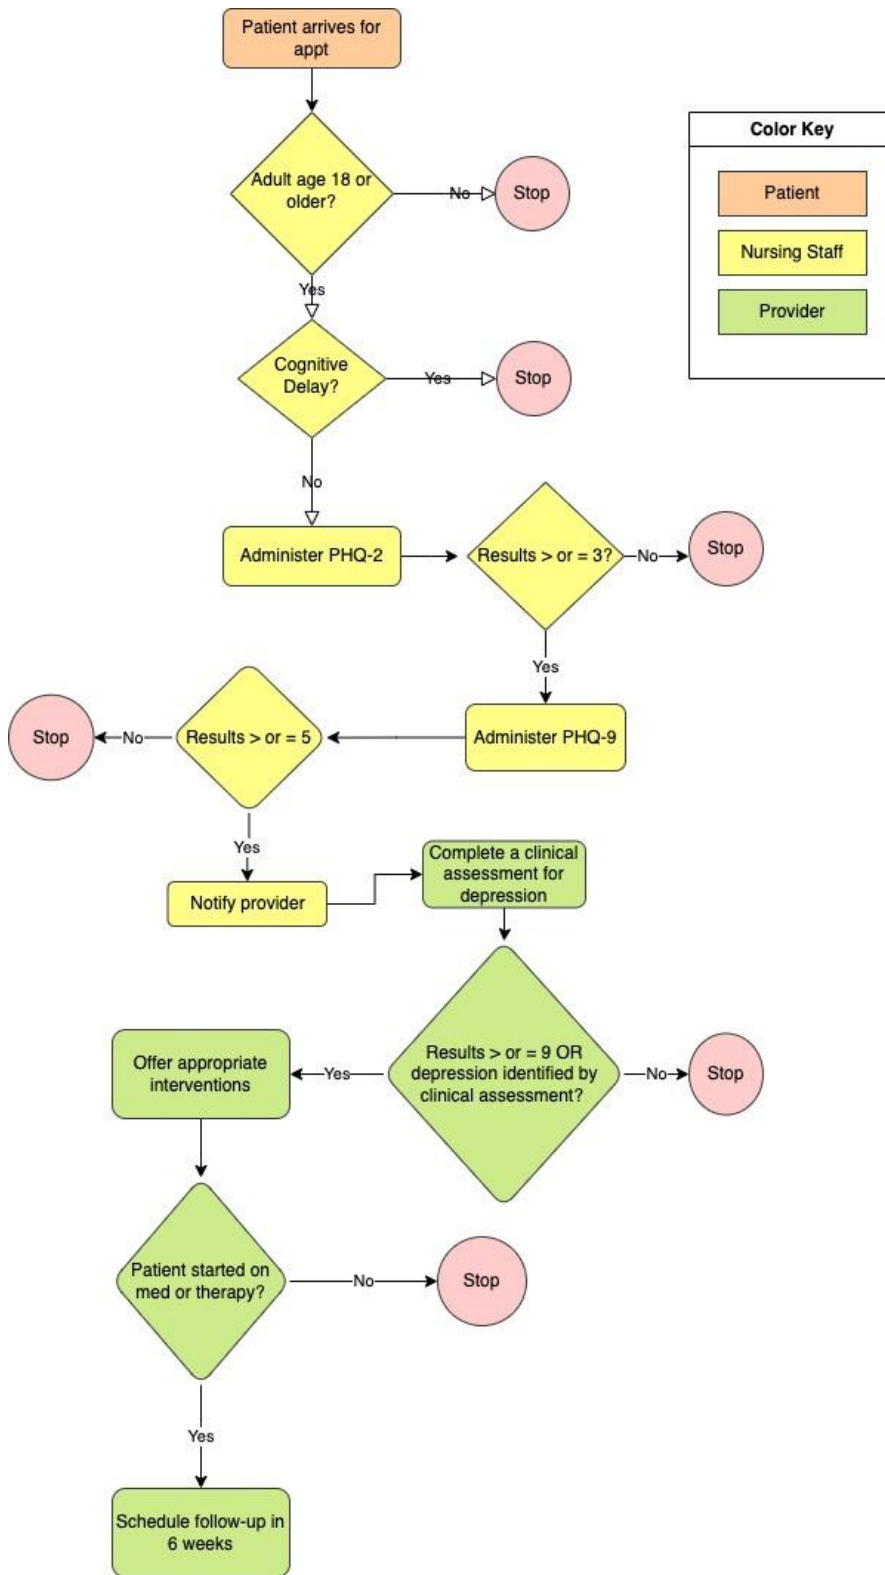 Patient arrives for
appt
Color Key
Patient
Nursing Staff
Provider
Adult age 18 or
older?
No
Stop
Yes
Cognitive
Delay?
Yes
Stop
No
Administer PHQ-2
Results > or = 3?
No
Stop
Yes
Administer PHQ-9
Results > or = 5
No
Stop
Yes
Notify provider
Complete a clinical
assessment for
depression
Results > or = 9 OR
depression identified by
clinical assessment?
No
Stop
Yes
Offer appropriate
interventions
Patient started on
med or therapy?
No
Stop
Yes
Schedule follow-up in
6 weeks